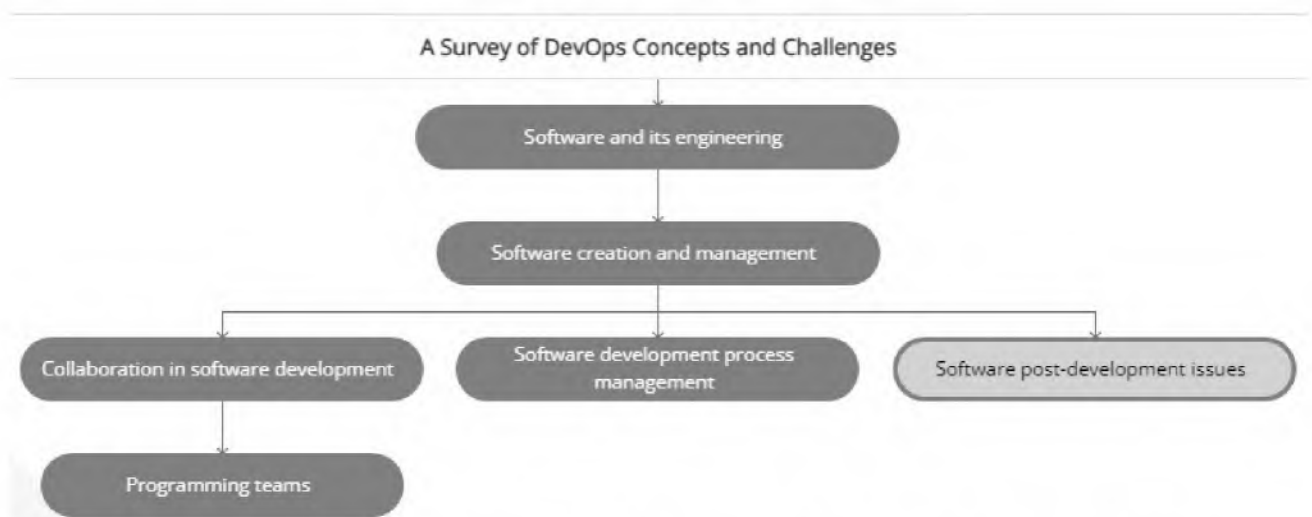 A Survey of DevOps Concepts and Challenges
Software and its engineering
Software creation and management
Collaboration in software development
Software development process
management
Software post-development issues
Programming teams